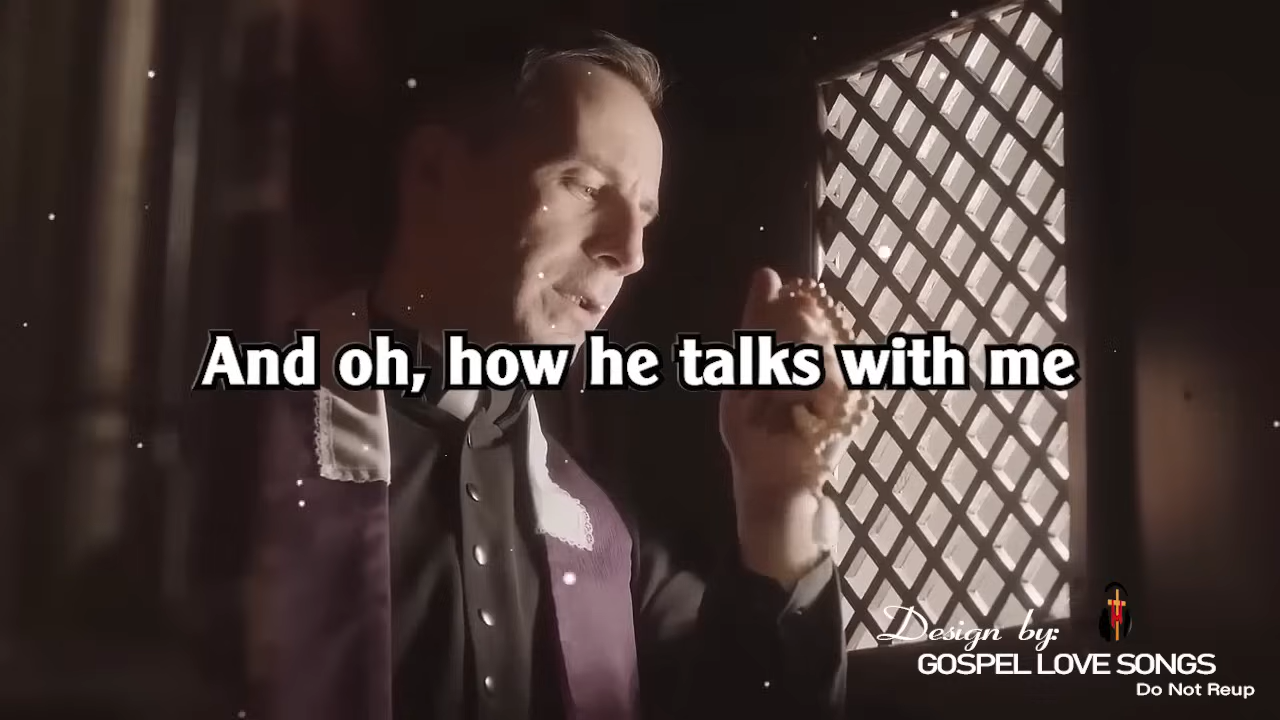 And oh, how he talks with me
Design by:
GOSPEL LOVE SONGS
Do Not Reup